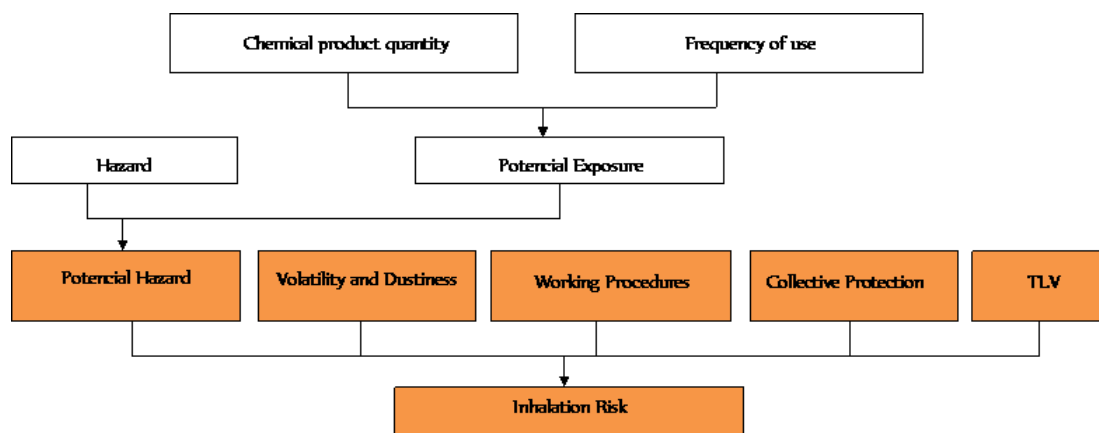 Chemical product quantity
Frequency of use
Hazard
Potencial Exposure
Potencial Hazard
Volatility and Dustiness
Working Procedures
Collective Protection
TLV
Inhalation Risk